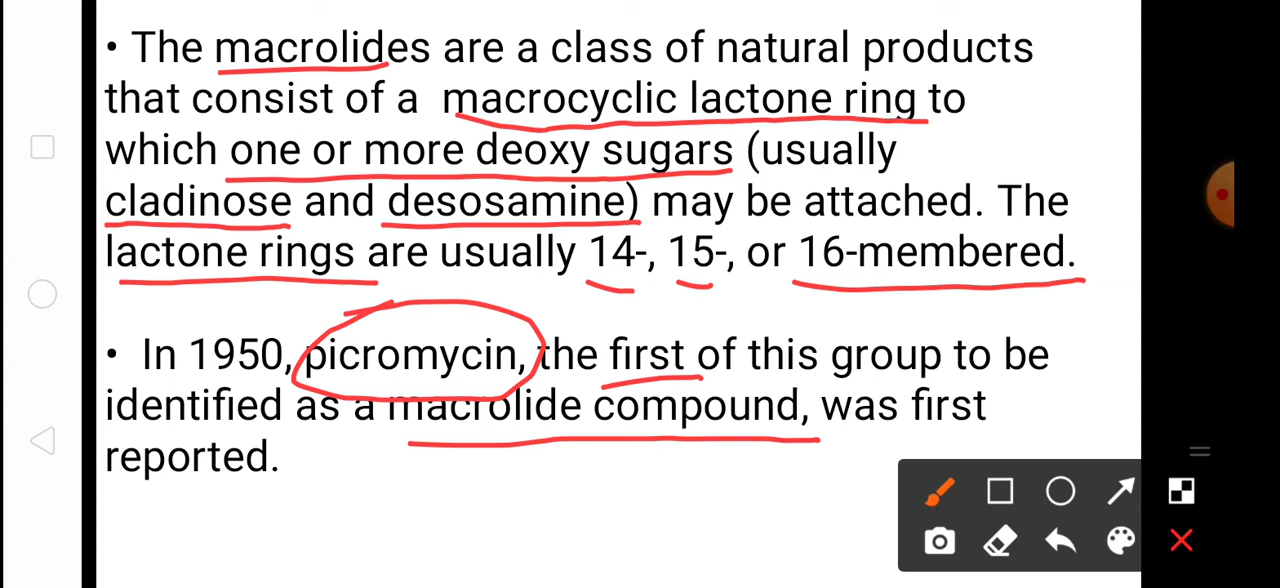 • The macrolides are a class of natural products
that consist of a macrocyclic lactone ring to
which one or more deoxy sugars (usually
cladinose and desosamine) may be attached. The
lactone rings are usually 14-, 15-, or 16-membered.
• In 1950, picromycin, the first of this group to be
identified as a macrolide compound, was first
reported.